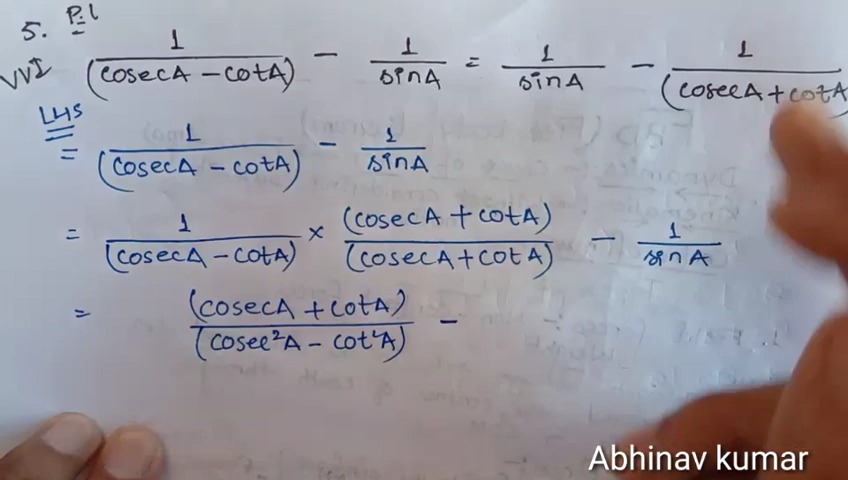 5. P.t
VVI 1/(cosecA - cotA) - 1/sinA = 1/sinA - 1/(cosecA + cotA)
LHS
= 1/(cosecA - cotA) - 1/sinA
= 1/(cosecA - cotA) × (cosecA + cotA)/(cosecA + cotA) - 1/sinA
= (cosecA + cotA)/(cosec²A - cot²A) -
Abhinav kumar